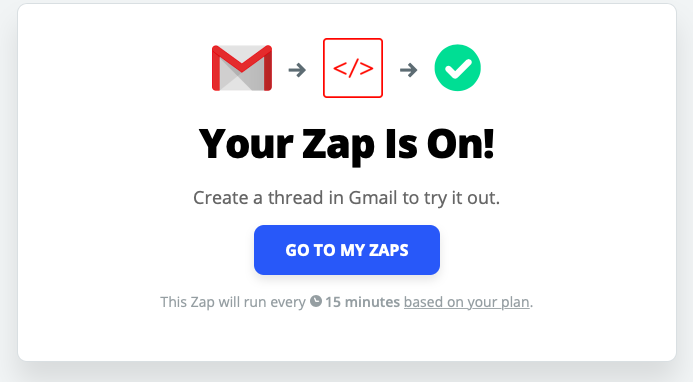 </>
Your Zap Is On!
Create a thread in Gmail to try it out.
GO TO MY ZAPS
This Zap will run every 15 minutes based on your plan.